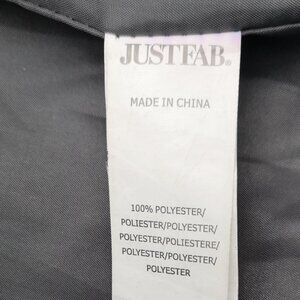 JUSTFAB®
MADE IN CHINA
100% POLYESTER/
POLIESTER/POLYESTER/
POLYESTER/POLIESTERE/
POLYESTER/POLYESTER/
POLYESTER